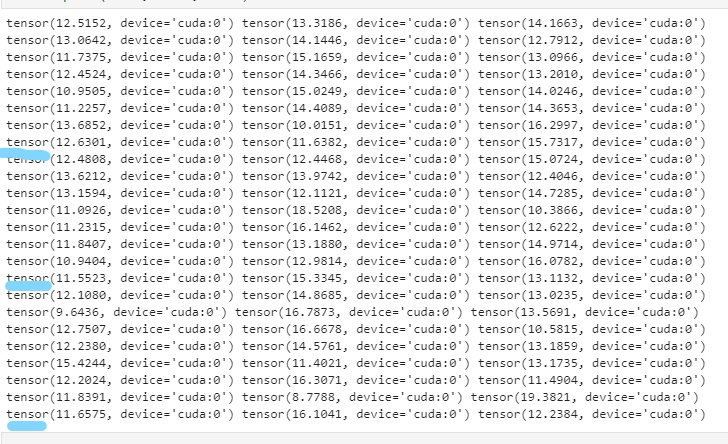 tensor(12.5152, device='cuda:0') tensor(13.3186, device='cuda:0') tensor(14.1663, device='cuda:0')
tensor(13.0642, device='cuda:0') tensor(14.1446, device='cuda:0') tensor(12.7912, device='cuda:0')
tensor(11.7375, device='cuda:0') tensor(15.1659, device='cuda:0') tensor(13.0966, device='cuda:0')
tensor(12.4524, device='cuda:0') tensor(14.3466, device='cuda:0') tensor(13.2010, device='cuda:0')
tensor(10.9505, device='cuda:0') tensor(15.0249, device='cuda:0') tensor(14.0246, device='cuda:0')
tensor(11.2257, device='cuda:0') tensor(14.4089, device='cuda:0') tensor(14.3653, device='cuda:0')
tensor(13.6852, device='cuda:0') tensor(10.0151, device='cuda:0') tensor(16.2997, device='cuda:0')
tensor(12.6301, device='cuda:0') tensor(11.6382, device='cuda:0') tensor(15.7317, device='cuda:0')
tensor(12.4808, device='cuda:0') tensor(12.4468, device='cuda:0') tensor(15.0724, device='cuda:0')
tensor(13.6212, device='cuda:0') tensor(13.9742, device='cuda:0') tensor(12.4046, device='cuda:0')
tensor(13.1594, device='cuda:0') tensor(12.1121, device='cuda:0') tensor(14.7285, device='cuda:0')
tensor(11.0926, device='cuda:0') tensor(18.5208, device='cuda:0') tensor(10.3866, device='cuda:0')
tensor(11.2315, device='cuda:0') tensor(16.1462, device='cuda:0') tensor(12.6222, device='cuda:0')
tensor(11.8407, device='cuda:0') tensor(13.1880, device='cuda:0') tensor(14.9714, device='cuda:0')
tensor(10.9404, device='cuda:0') tensor(12.9814, device='cuda:0') tensor(16.0782, device='cuda:0')
tensor(11.5523, device='cuda:0') tensor(15.3345, device='cuda:0') tensor(13.1132, device='cuda:0')
tensor(12.1080, device='cuda:0') tensor(14.8685, device='cuda:0') tensor(13.0235, device='cuda:0')
tensor(9.6436, device='cuda:0') tensor(16.7873, device='cuda:0') tensor(13.5691, device='cuda:0')
tensor(12.7507, device='cuda:0') tensor(16.6678, device='cuda:0') tensor(10.5815, device='cuda:0')
tensor(12.2380, device='cuda:0') tensor(14.5761, device='cuda:0') tensor(13.1859, device='cuda:0')
tensor(15.4244, device='cuda:0') tensor(11.4021, device='cuda:0') tensor(13.1735, device='cuda:0')
tensor(12.2024, device='cuda:0') tensor(16.3071, device='cuda:0') tensor(11.4904, device='cuda:0')
tensor(11.8391, device='cuda:0') tensor(8.7788, device='cuda:0') tensor(19.3821, device='cuda:0')
tensor(11.6575, device='cuda:0') tensor(16.1041, device='cuda:0') tensor(12.2384, device='cuda:0')